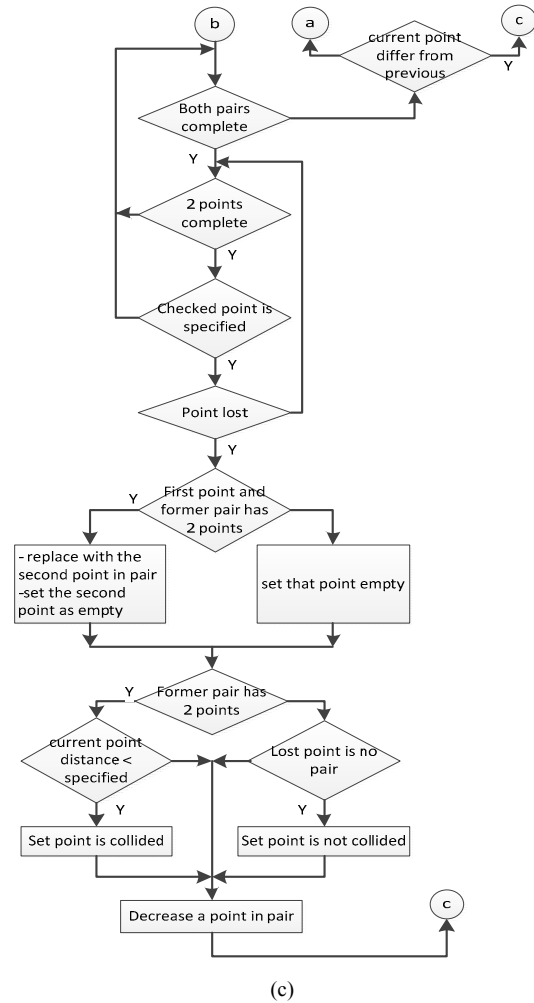 b
a
c
current point
differ from
previous
Y
Both pairs
complete
Y
2 points
complete
Y
Checked point is
specified
Y
Point lost
Y
First point and
former pair has
2 points
Y
- replace with the
second point in pair
-set the second
point as empty
set that point empty
Former pair has
2 points
Y
current point
distance <
specified
Lost point is no
pair
Y
Y
Set point is collided
Set point is not collided
Decrease a point in pair
c
(c)